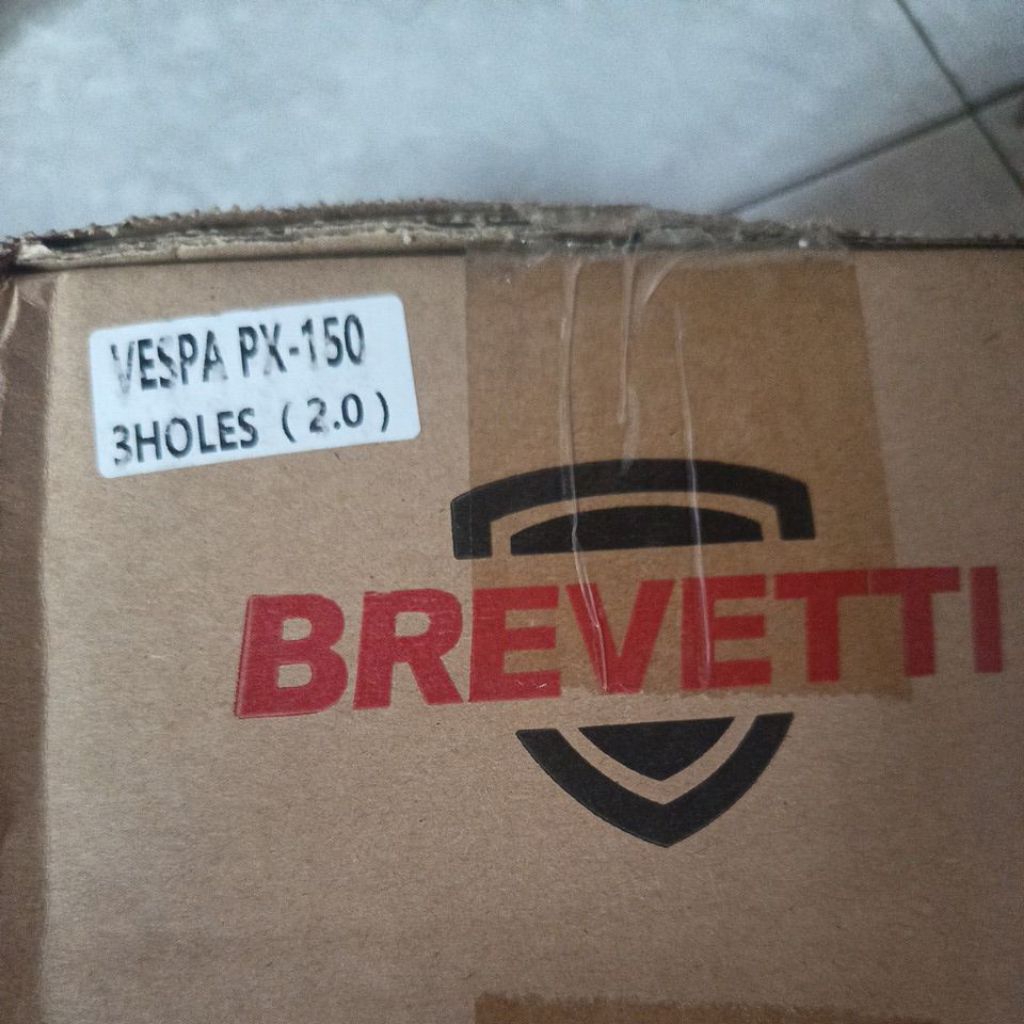 VESPA PX-150
3HOLES ( 2.0 )
BREVETTI